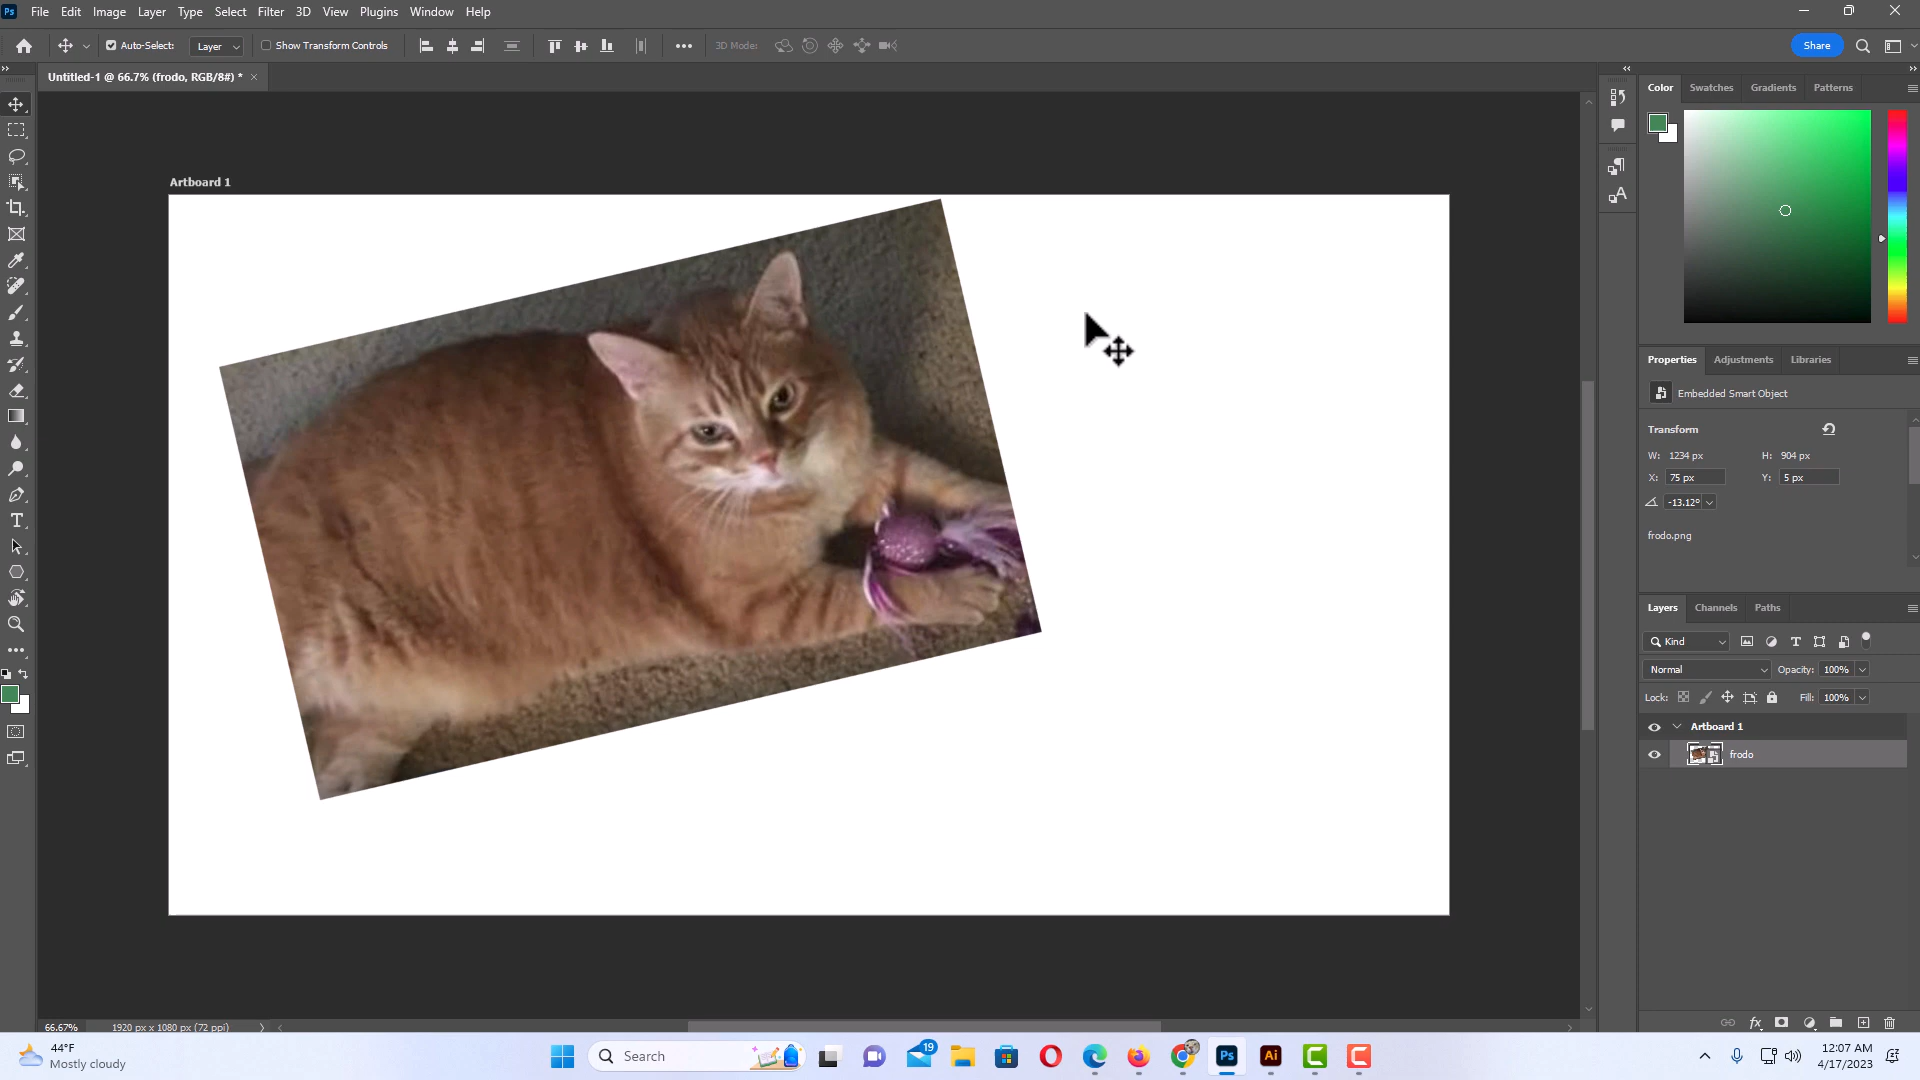 Ps File Edit Image Layer Type Select Filter 3D View Plugins Window Help
Auto-Select: Layer Show Transform Controls 3D Mode: Share
Untitled-1 @ 66.7% (frodo, RGB/8#) *
Color Swatches Gradients Patterns
Artboard 1
Properties Adjustments Libraries
Embedded Smart Object
Transform
W: 1234 px H: 904 px
X: 75 px Y: 5 px
-13.12°
frodo.png
Layers Channels Paths
Kind
Normal Opacity: 100%
Lock: Fill: 100%
Artboard 1
frodo
66.67% 1920 px x 1080 px (72 ppi)
44°F
Mostly cloudy
Search
19
Ps Ai
12:07 AM
4/17/2023